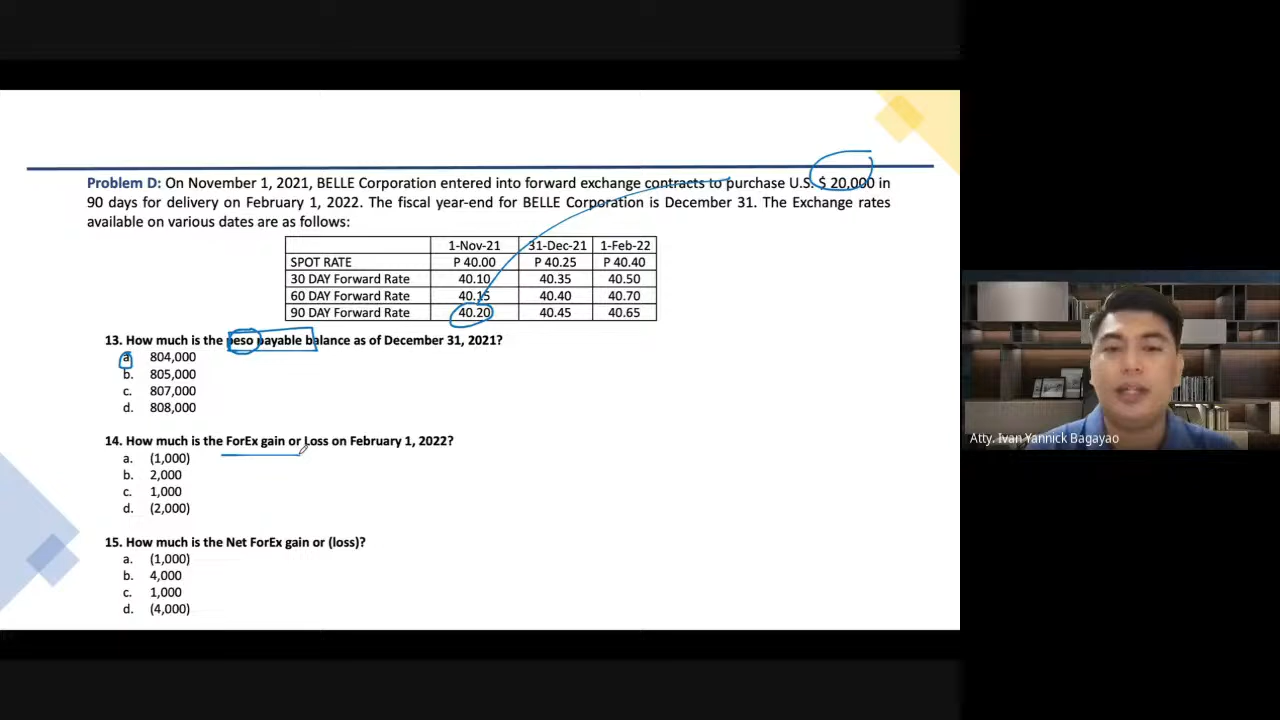 Problem D: On November 1, 2021, BELLE Corporation entered into forward exchange contracts to purchase U.S. $ 20,000 in
90 days for delivery on February 1, 2022. The fiscal year-end for BELLE Corporation is December 31. The Exchange rates
available on various dates are as follows:
1-Nov-21 31-Dec-21 1-Feb-22
SPOT RATE P 40.00 P 40.25 P 40.40
30 DAY Forward Rate 40.10 40.35 40.50
60 DAY Forward Rate 40.15 40.40 40.70
90 DAY Forward Rate 40.20 40.45 40.65
13. How much is the peso payable balance as of December 31, 2021?
a. 804,000
b. 805,000
c. 807,000
d. 808,000
14. How much is the ForEx gain or Loss on February 1, 2022?
a. (1,000)
b. 2,000
c. 1,000
d. (2,000)
15. How much is the Net ForEx gain or (loss)?
a. (1,000)
b. 4,000
c. 1,000
d. (4,000)
Atty. Ivan Yannick Bagayao